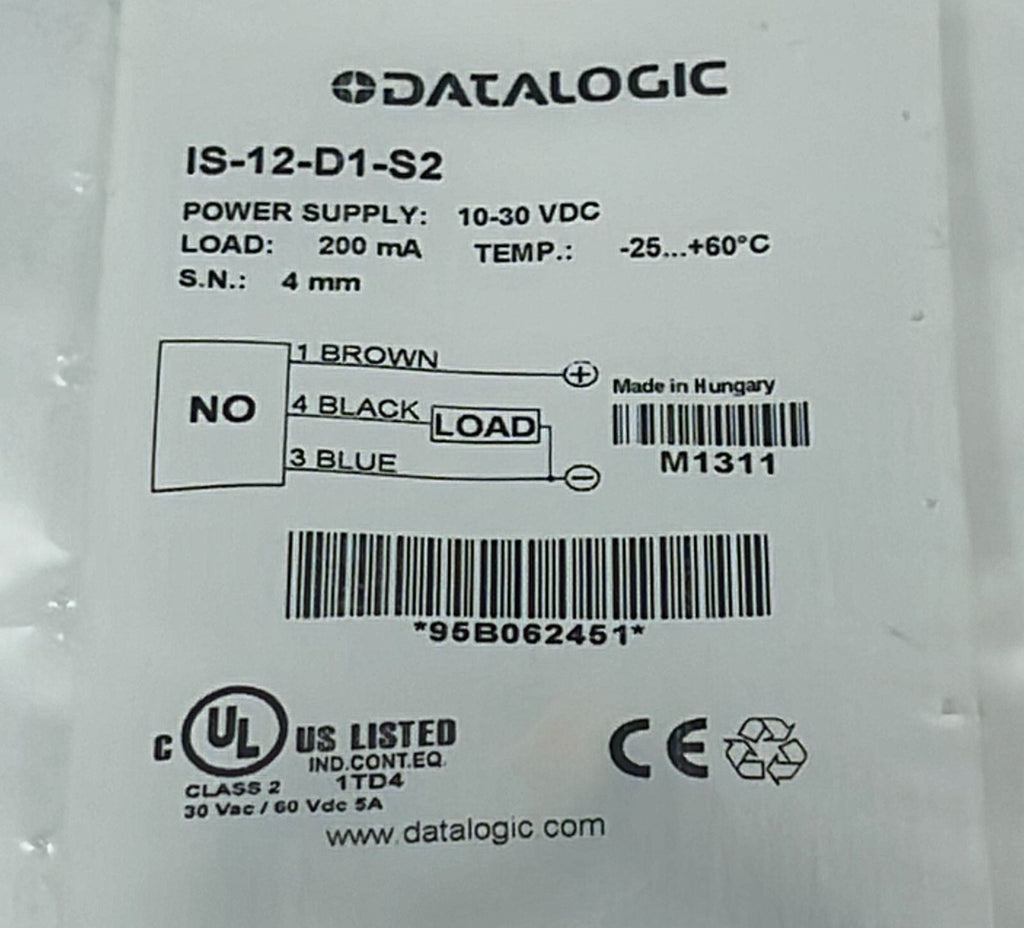 DATALOGIC
IS-12-D1-S2
POWER SUPPLY: 10-30 VDC
LOAD: 200 mA TEMP.: -25...+60°C
S.N.: 4 mm
1 BROWN +
NO 4 BLACK LOAD
3 BLUE -
Made in Hungary
M1311
*95B062451*
C UL US LISTED
IND.CONT.EQ.
CLASS 2 1TD4
30 Vac / 60 Vdc 5A
CE
www.datalogic.com